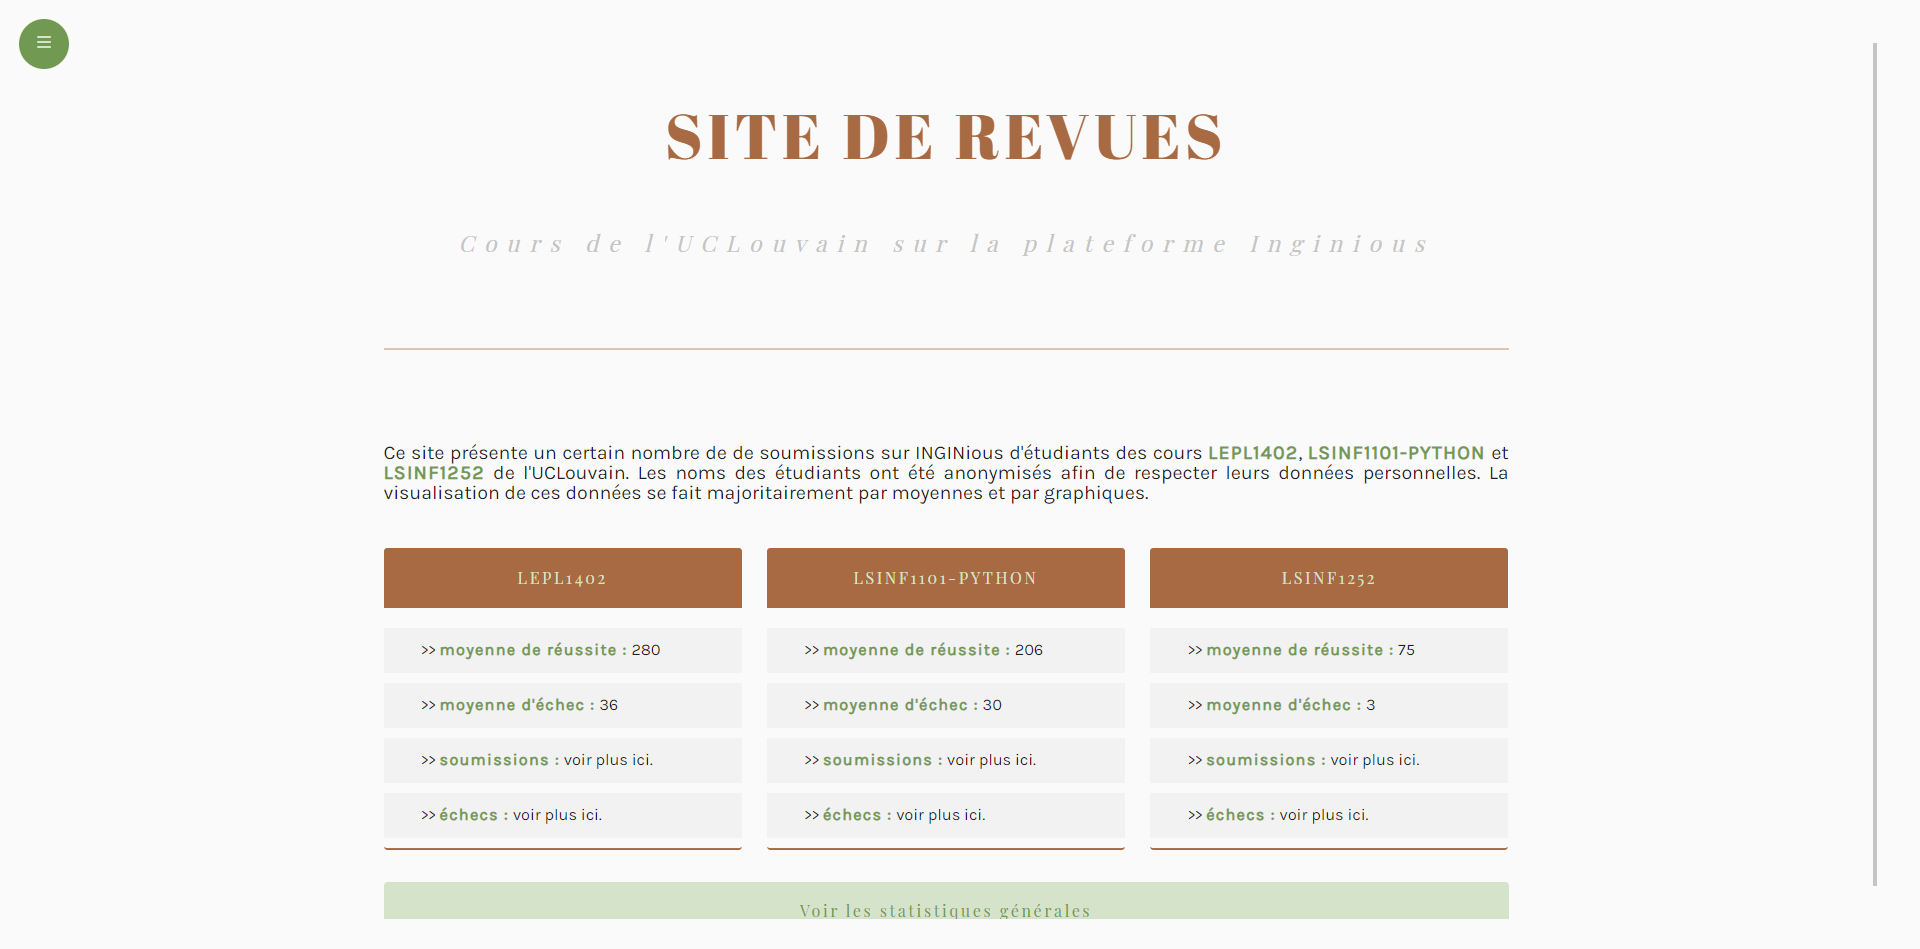 SITE DE REVUES
Cours de l'UCLouvain sur la plateforme Inginious
Ce site présente un certain nombre de de soumissions sur INGINious d'étudiants des cours LEPL1402, LSINF1101-PYTHON et
LSINF1252 de l'UCLouvain. Les noms des étudiants ont été anonymisés afin de respecter leurs données personnelles. La
visualisation de ces données se fait majoritairement par moyennes et par graphiques.
LEPL1402
>> moyenne de réussite : 280
>> moyenne d'échec : 36
>> soumissions : voir plus ici.
>> échecs : voir plus ici.
LSINF1101-PYTHON
>> moyenne de réussite : 206
>> moyenne d'échec : 30
>> soumissions : voir plus ici.
>> échecs : voir plus ici.
LSINF1252
>> moyenne de réussite : 75
>> moyenne d'échec : 3
>> soumissions : voir plus ici.
>> échecs : voir plus ici.
Voir les statistiques générales